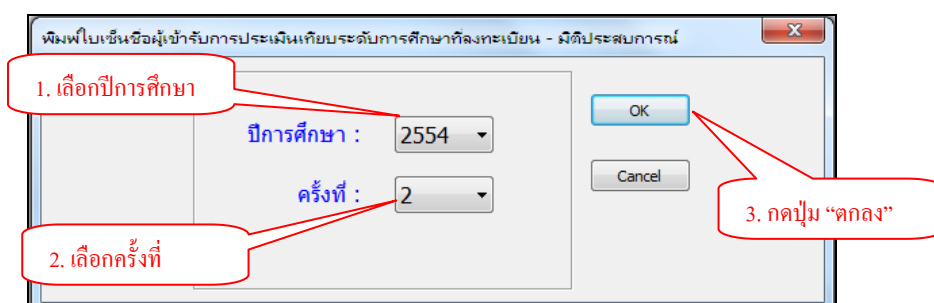 พิมพ์ใบเซ็นชื่อผู้เข้ารับการประเมินเทียบระดับการศึกษาที่ลงทะเบียน - มิติประสบการณ์
1. เลือกปีการศึกษา
ปีการศึกษา : 2554
OK
ครั้งที่ : 2
Cancel
3. กดปุ่ม “ตกลง”
2. เลือกครั้งที่